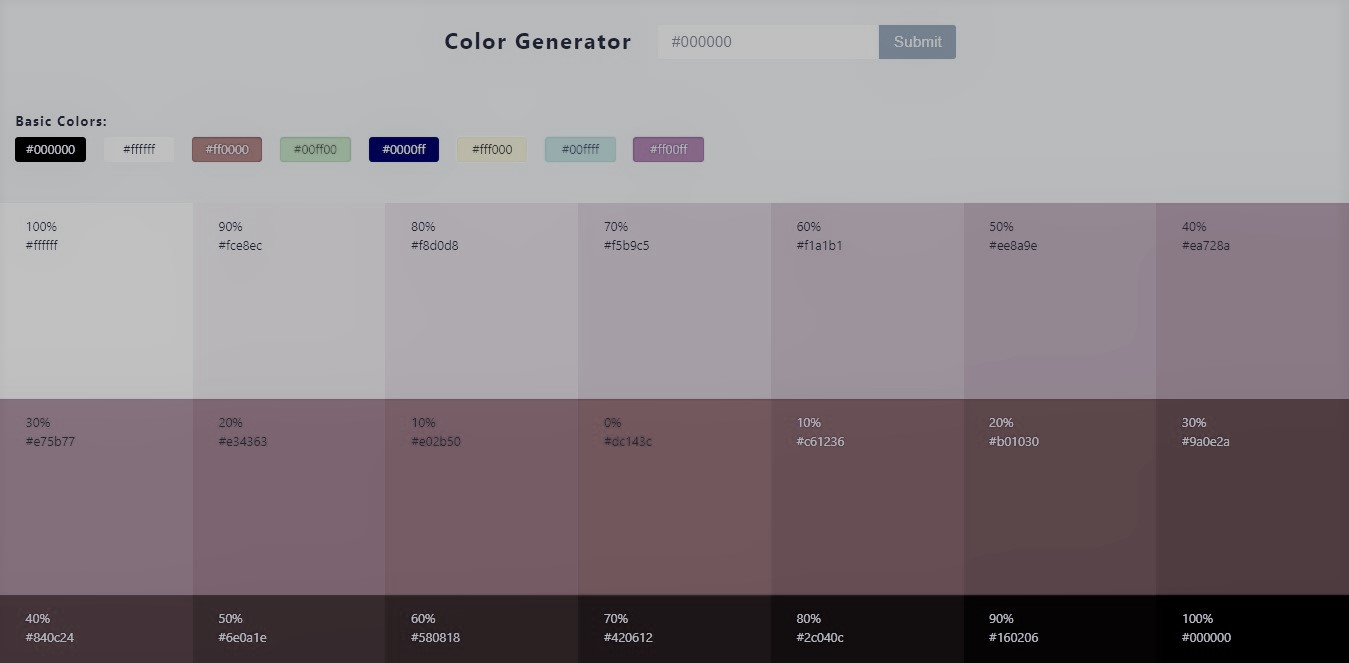 Color Generator
#000000
Submit
Basic Colors:
#000000 #ffffff #ff0000 #00ff00 #0000ff #fff000 #00ffff #ff00ff
100% 90% 80% 70% 60% 50% 40%
#ffffff #fce8ec #f8d0d8 #f5b9c5 #f1a1b1 #ee8a9e #ea728a
30% 20% 10% 0% 10% 20% 30%
#e75b77 #e34363 #e02b50 #dc143c #c61236 #b01030 #9a0e2a
40% 50% 60% 70% 80% 90% 100%
#840c24 #6e0a1e #580818 #420612 #2c040c #160206 #000000